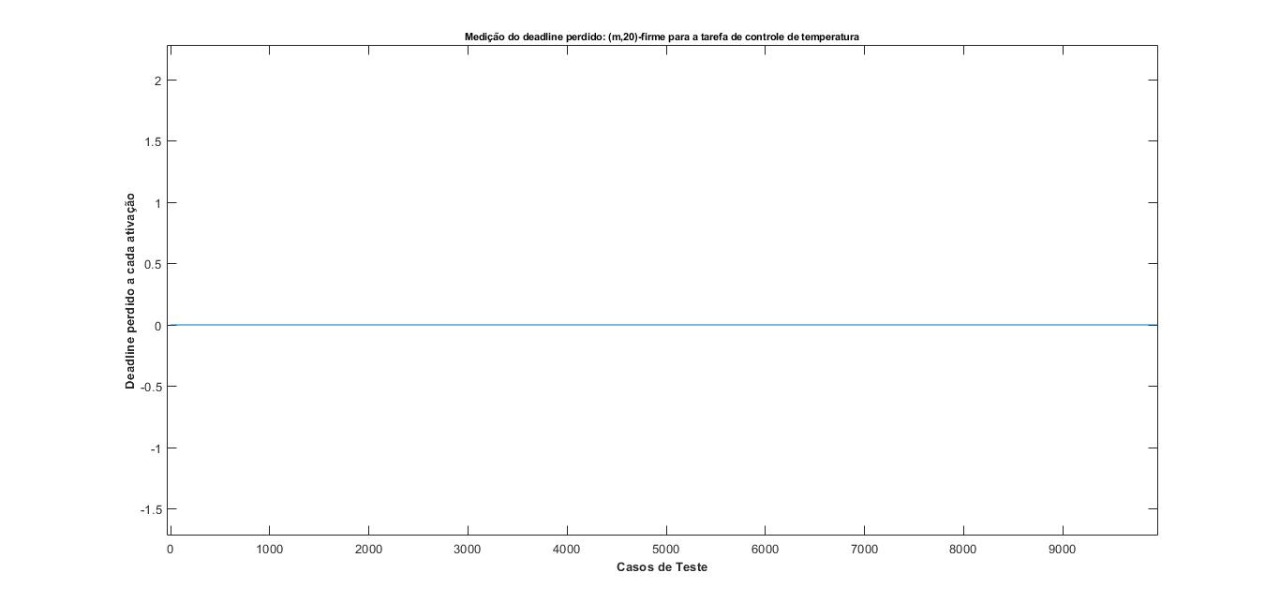 Medição do deadline perdido: (m,20)-firme para a tarefa de controle de temperatura
Deadline perdido a cada ativação
2
1.5
1
0.5
0
-0.5
-1
-1.5
0 1000 2000 3000 4000 5000 6000 7000 8000 9000
Casos de Teste